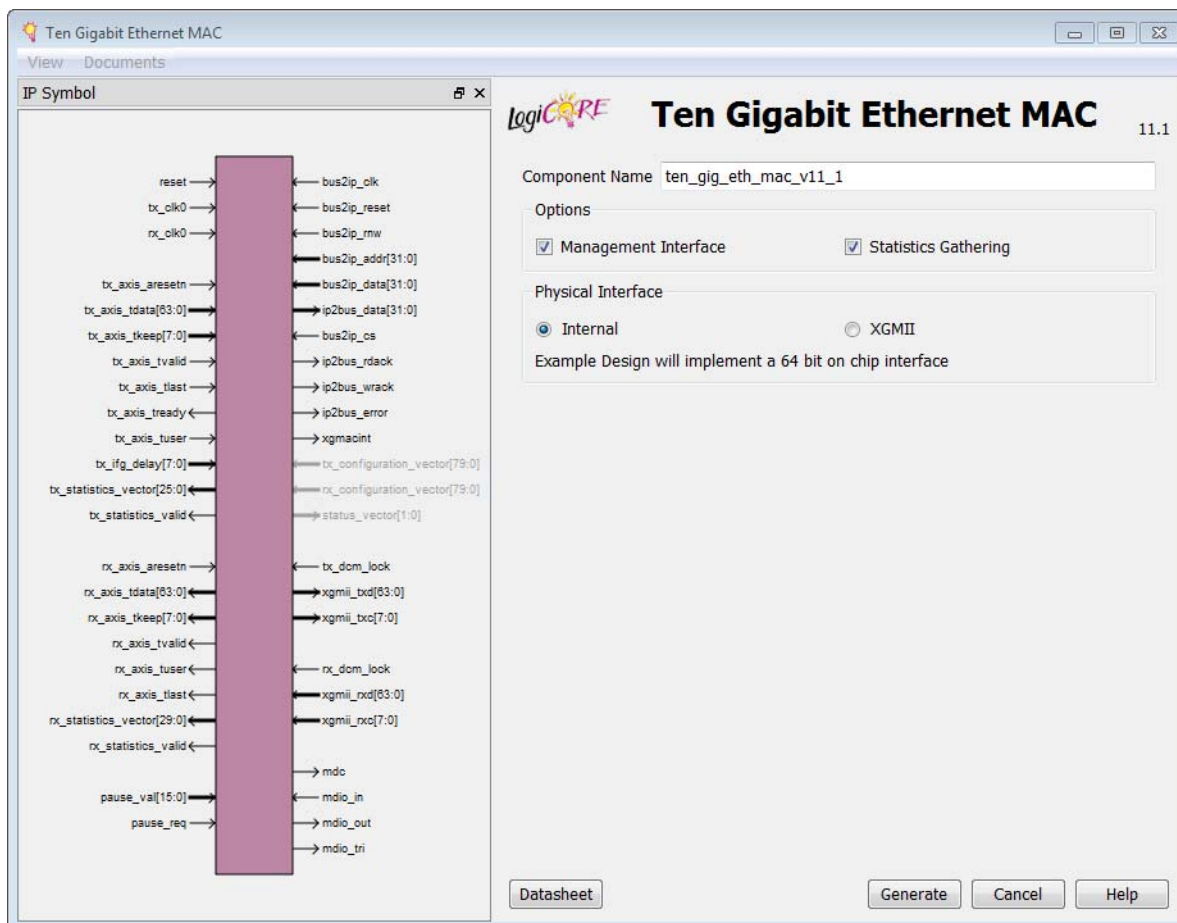 Ten Gigabit Ethernet MAC
View Documents
IP Symbol
reset
tx_clk0
rx_clk0
tx_axis_aresetn
tx_axis_tdata[63:0]
tx_axis_tkeep[7:0]
tx_axis_tvalid
tx_axis_tlast
tx_axis_tready
tx_axis_tuser
tx_ifg_delay[7:0]
tx_statistics_vector[25:0]
tx_statistics_valid
rx_axis_aresetn
rx_axis_tdata[63:0]
rx_axis_tkeep[7:0]
rx_axis_tvalid
rx_axis_tuser
rx_axis_tlast
rx_statistics_vector[29:0]
rx_statistics_valid
pause_val[15:0]
pause_req
bus2ip_clk
bus2ip_reset
bus2ip_rnw
bus2ip_addr[31:0]
bus2ip_data[31:0]
ip2bus_data[31:0]
bus2ip_cs
ip2bus_rdack
ip2bus_wrack
ip2bus_error
xgmacint
tx_configuration_vector[79:0]
rx_configuration_vector[79:0]
status_vector[1:0]
tx_dcm_lock
xgmii_txd[63:0]
xgmii_txc[7:0]
rx_dcm_lock
xgmii_rxd[63:0]
xgmii_rxc[7:0]
mdc
mdio_in
mdio_out
mdio_tri
LogiCORE
Ten Gigabit Ethernet MAC
11.1
Component Name ten_gig_eth_mac_v11_1
Options
Management Interface
Statistics Gathering
Physical Interface
Internal
XGMII
Example Design will implement a 64 bit on chip interface
Datasheet
Generate
Cancel
Help